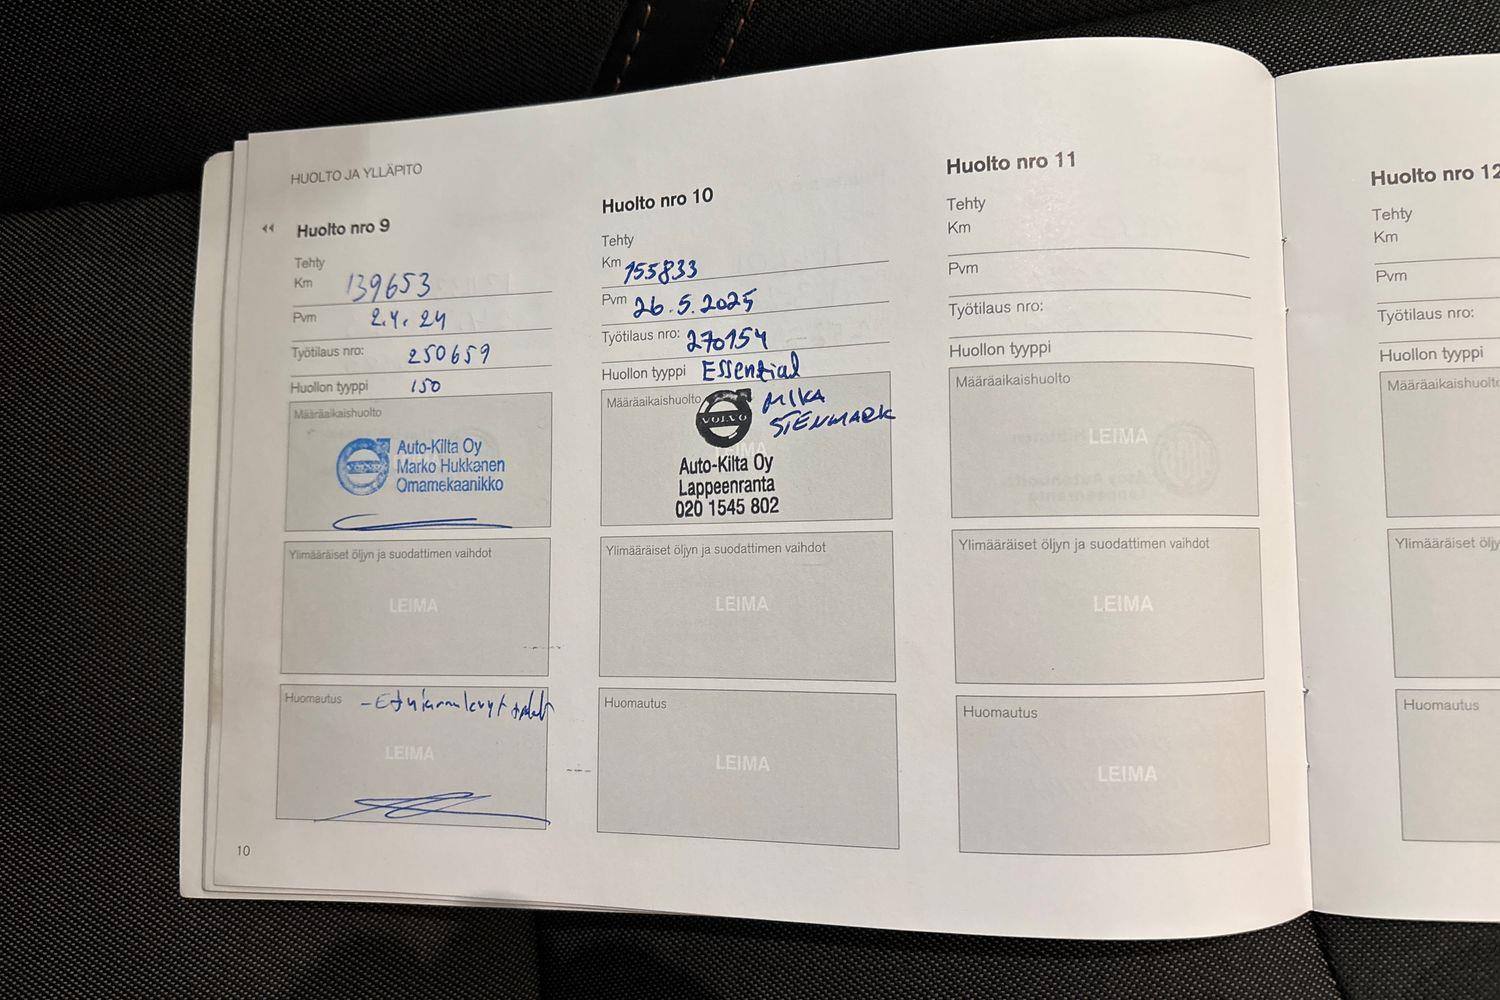 HUOLTO JA YLLÄPITO
Huolto nro 9
Tehty
Km 139653
Pvm 2.4.24
Työtilaus nro: 250659
Huollon tyyppi 150
Määräaikaishuolto
VOLVO
Auto-Kilta Oy
Marko Hukkanen
Omamekaanikko
Ylimääräiset öljyn ja suodattimen vaihdot
LEIMA
Huomautus
LEIMA
10
Huolto nro 10
Tehty
Km 155833
Pvm 26.5.2025
Työtilaus nro: 270154
Huollon tyyppi Essential
Määräaikaishuolto
MIKA
STENMARK
VOLVO
LEIMA
Auto-Kilta Oy
Lappeenranta
020 1545 802
Ylimääräiset öljyn ja suodattimen vaihdot
LEIMA
Huomautus
LEIMA
Huolto nro 11
Tehty
Km
Pvm
Työtilaus nro:
Huollon tyyppi
Määräaikaishuolto
LEIMA
Ylimääräiset öljyn ja suodattimen vaihdot
LEIMA
Huomautus
LEIMA
Huolto nro 12
Tehty
Km
Pvm
Työtilaus nro:
Huollon tyyppi
Määräaikaishuolto
Ylimääräiset öljy
Huomautus